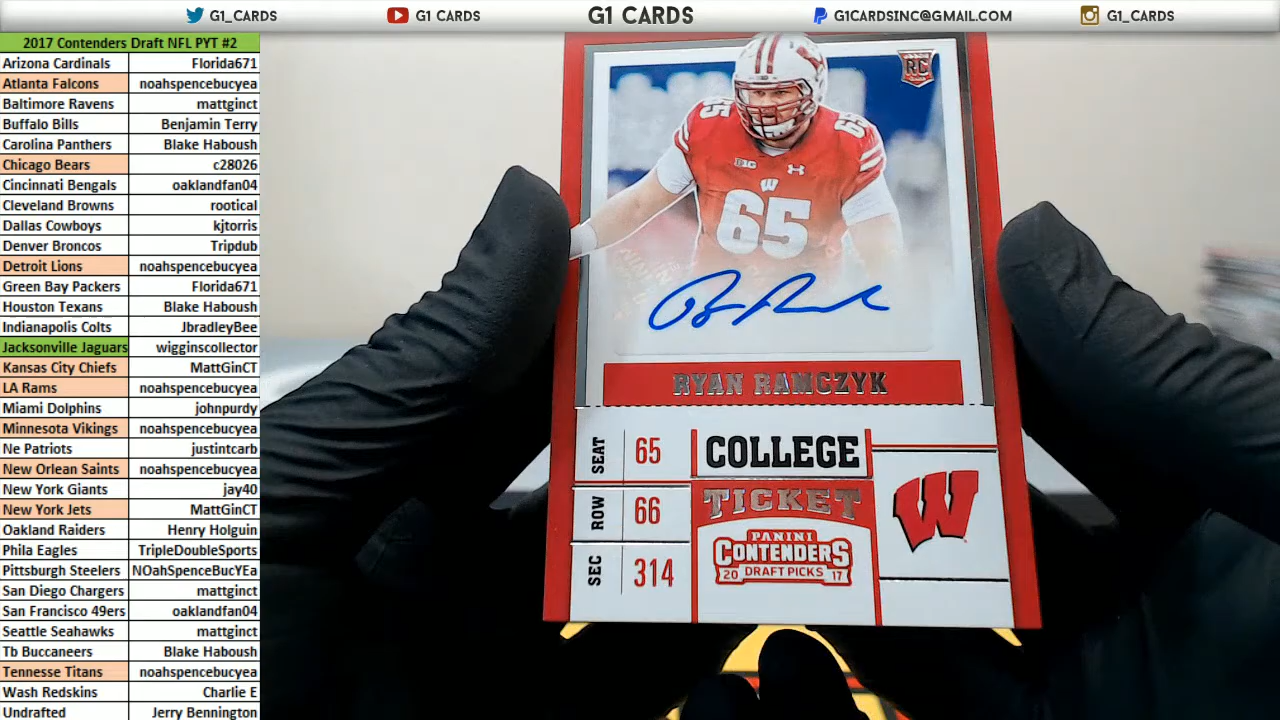 G1_CARDS
G1 CARDS
G1 CARDS
G1CARDSINC@GMAIL.COM
G1_CARDS
2017 Contenders Draft NFL PYT #2
Arizona Cardinals Florida671
Atlanta Falcons noahspencebucyea
Baltimore Ravens mattginct
Buffalo Bills Benjamin Terry
Carolina Panthers Blake Haboush
Chicago Bears c28026
Cincinnati Bengals oaklandfan04
Cleveland Browns rootical
Dallas Cowboys kjtorris
Denver Broncos Tripdub
Detroit Lions noahspencebucyea
Green Bay Packers Florida671
Houston Texans Blake Haboush
Indianapolis Colts JbradleyBee
Jacksonville Jaguars wigginscollector
Kansas City Chiefs MattGinCT
LA Rams noahspencebucyea
Miami Dolphins johnpurdy
Minnesota Vikings noahspencebucyea
Ne Patriots justintcarb
New Orlean Saints noahspencebucyea
New York Giants jay40
New York Jets MattGinCT
Oakland Raiders Henry Holguin
Phila Eagles TripleDoubleSports
Pittsburgh Steelers NOahSpenceBucYEa
San Diego Chargers mattginct
San Francisco 49ers oaklandfan04
Seattle Seahawks mattginct
Tb Buccaneers Blake Haboush
Tennesse Titans noahspencebucyea
Wash Redskins Charlie E
Undrafted Jerry Bennington
RC
65
65
B1G
W
65
RYAN RAMCZYK
SEAT 65
ROW 66
SEC 314
COLLEGE
TICKET
PANINI
CONTENDERS
20 DRAFT PICKS 17
W